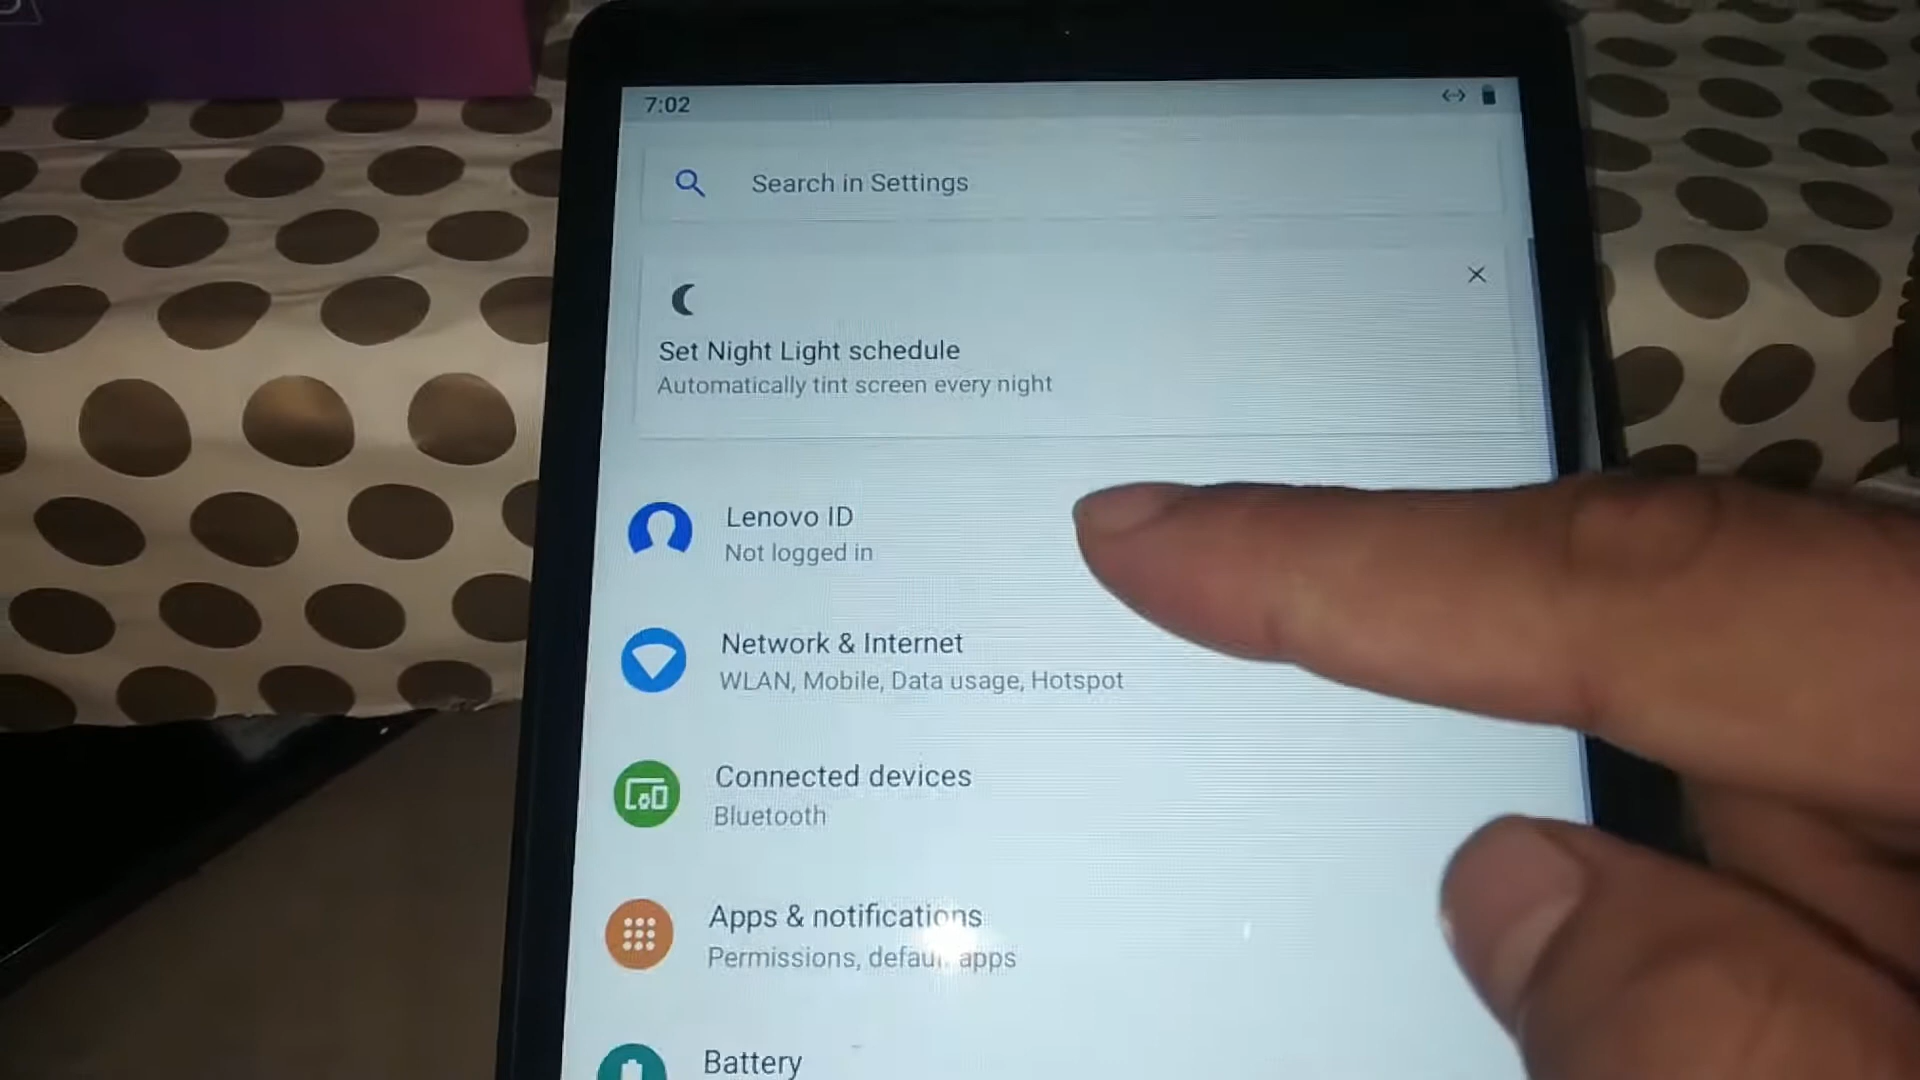 7:02
Search in Settings
Set Night Light schedule
Automatically tint screen every night
Lenovo ID
Not logged in
Network & Internet
WLAN, Mobile, Data usage, Hotspot
Connected devices
Bluetooth
Apps & notifications
Permissions, default apps
Battery